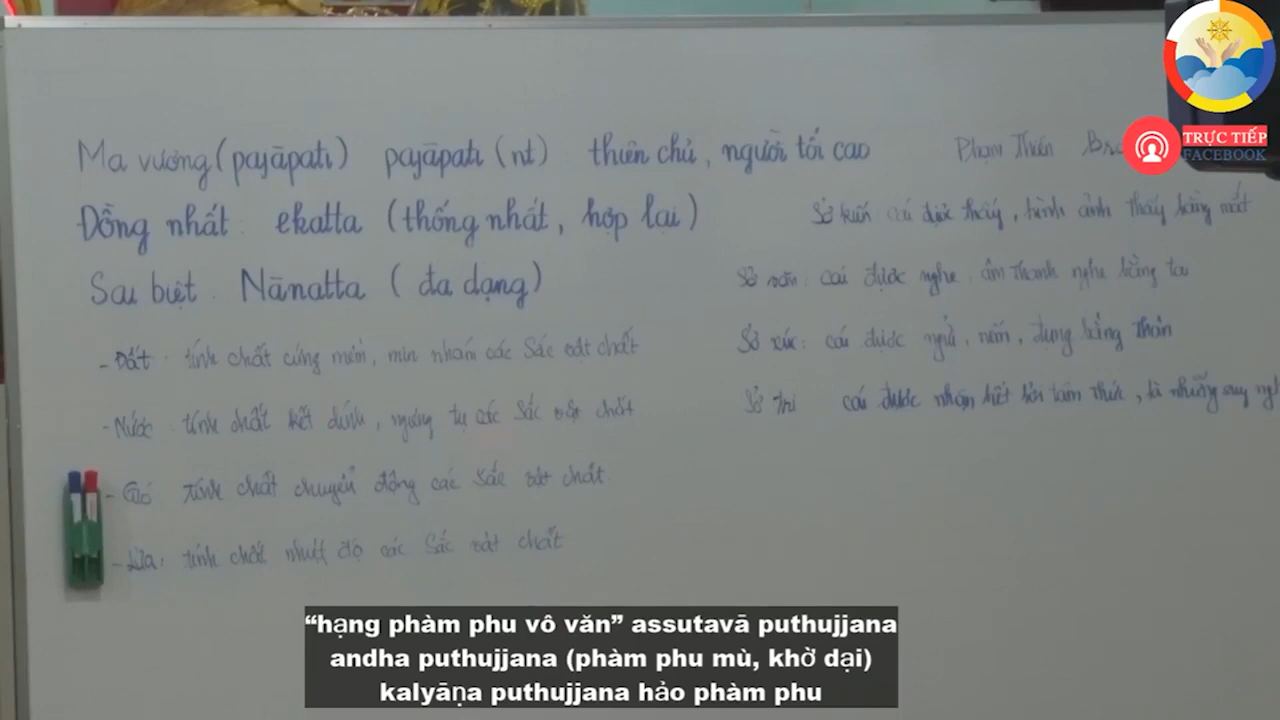 Ma vương (payāpati) payāpati (nt) thiên chủ, người tối cao Phạm Thiên
Đồng nhất: ekatta (thống nhất, hợp lại)
Sai biệt. Nānatta (đa dạng)
- Đất: tính chất cứng mềm, mịn nhám các Sắc vật chất
- Nước: tính chất kết dính, ngưng tụ các Sắc vật chất
- Gió tính chất chuyển động các Sắc vật chất
- Lửa: tính chất nhiệt độ các Sắc vật chất
Sở kiến cái được thấy, hình ảnh thấy bằng mắt
Sở văn: cái được nghe, âm thanh nghe bằng tai
Sở xúc: cái được ngửi, nếm, đụng bằng thân
Sở tri cái được nhận biết bởi tâm thức, là những suy
TRỰC TIẾP
FACEBOOK
“hạng phàm phu vô văn” assutavā puthujjana
andha puthujjana (phàm phu mù, khờ dại)
kalyāṇa puthujjana hảo phàm phu